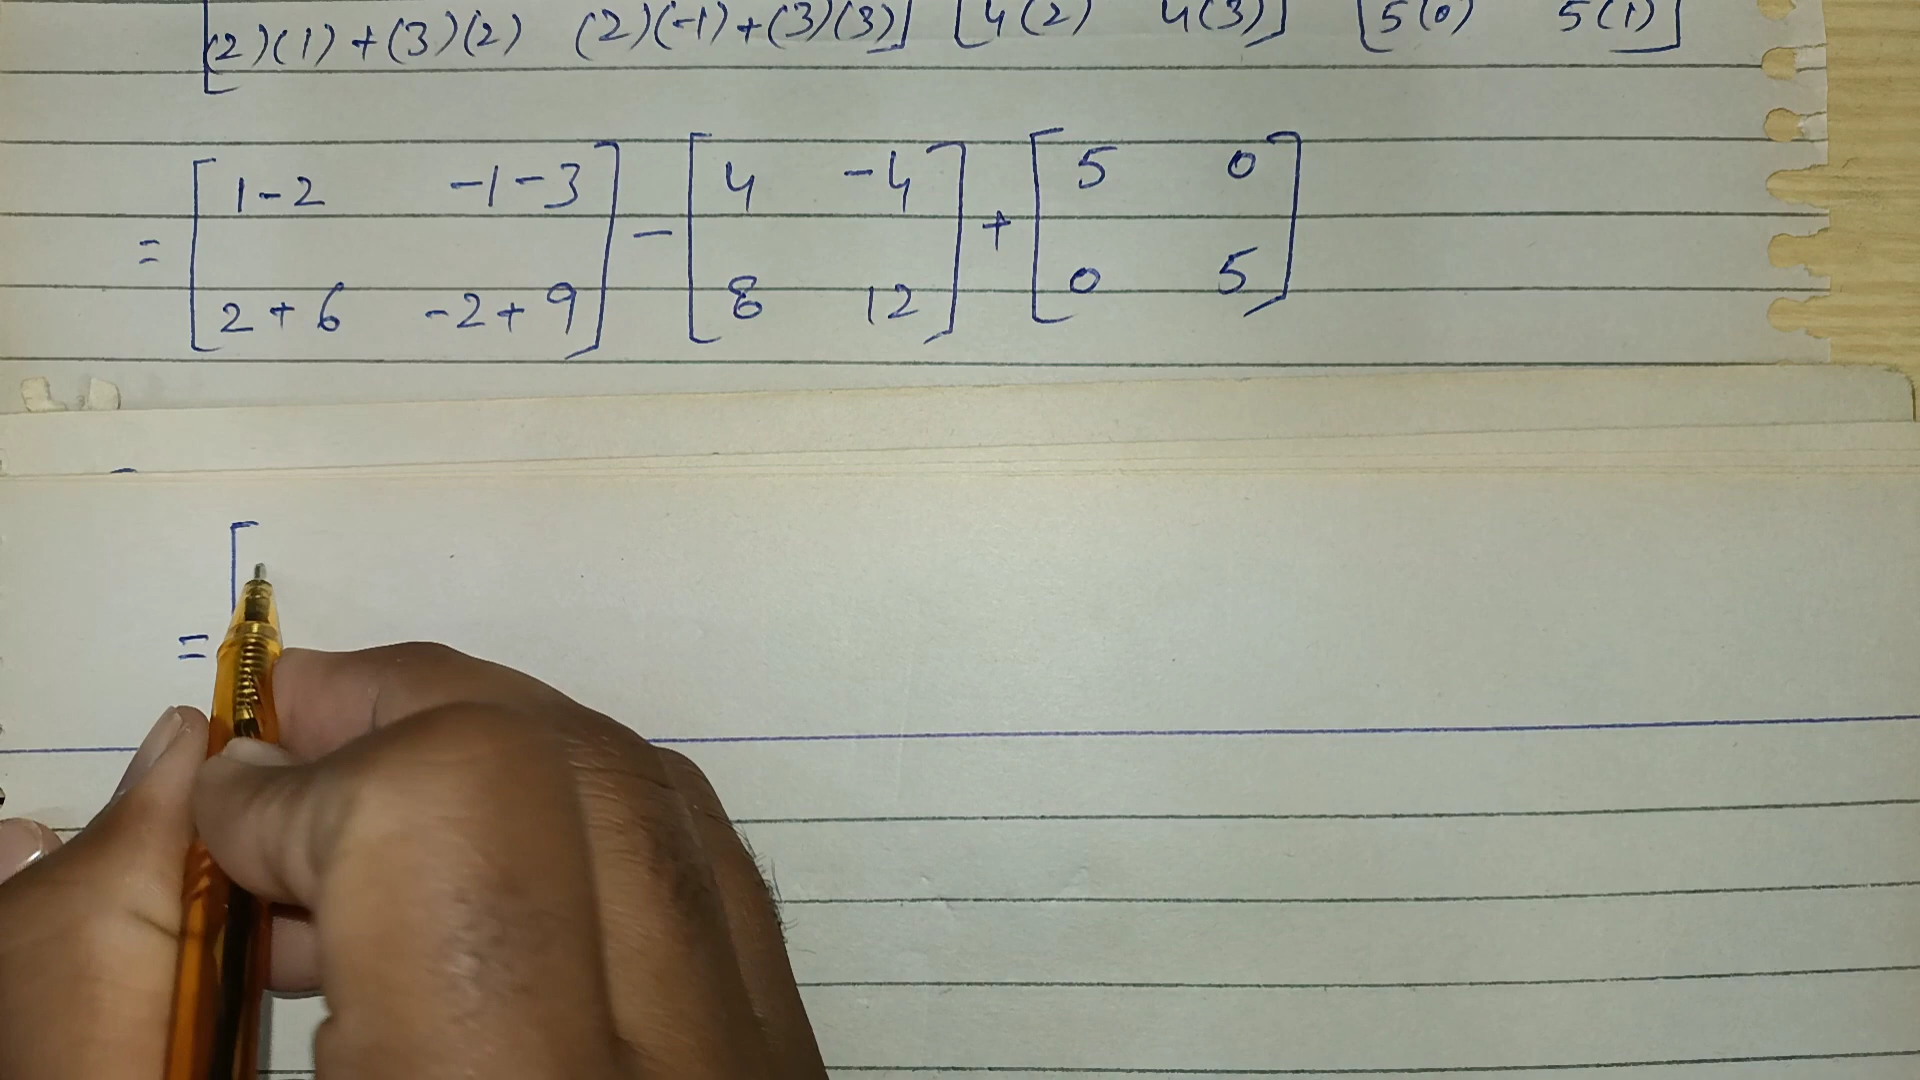 (2)(1)+(3)(2) (2)(-1)+(3)(3)] [4(2) 4(3)] [5(0) 5(1)]
= [1-2 -1-3 - [4 -4 + [5 0
2+6 -2+9] 8 12] 0 5]
= [